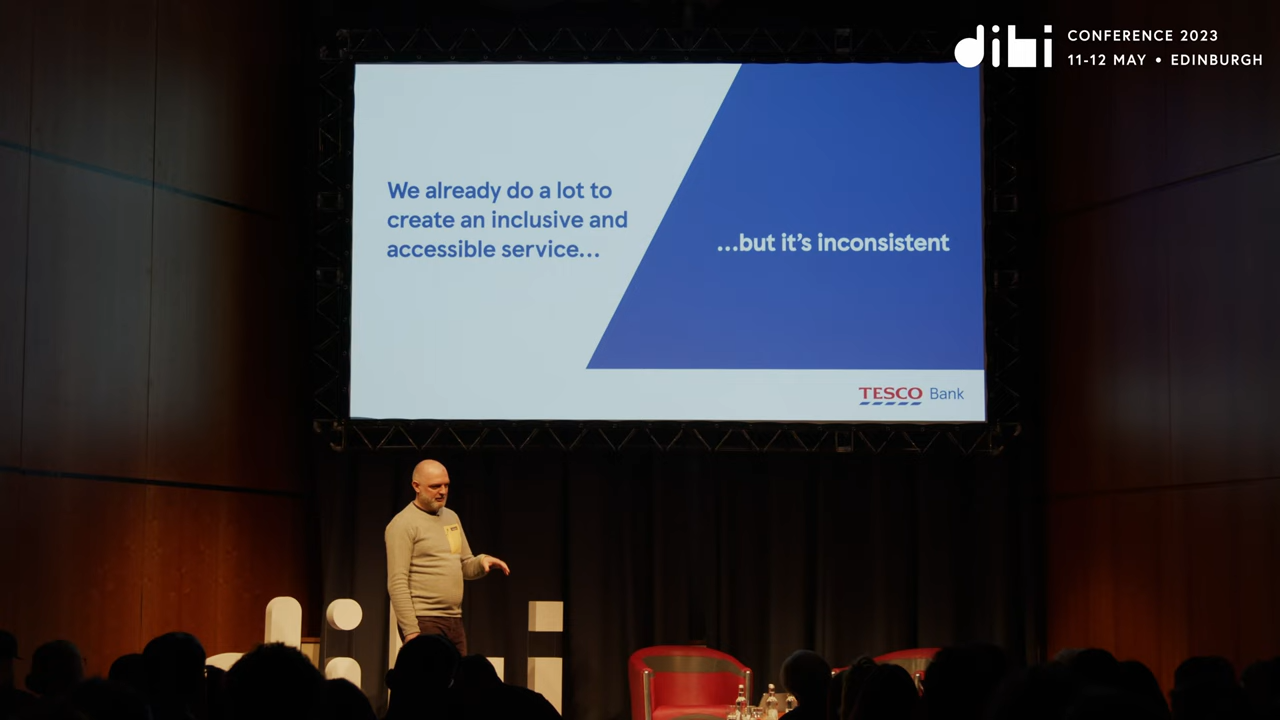 dibi
CONFERENCE 2023
11-12 MAY • EDINBURGH
We already do a lot to
create an inclusive and
accessible service...
...but it's inconsistent
TESCO Bank